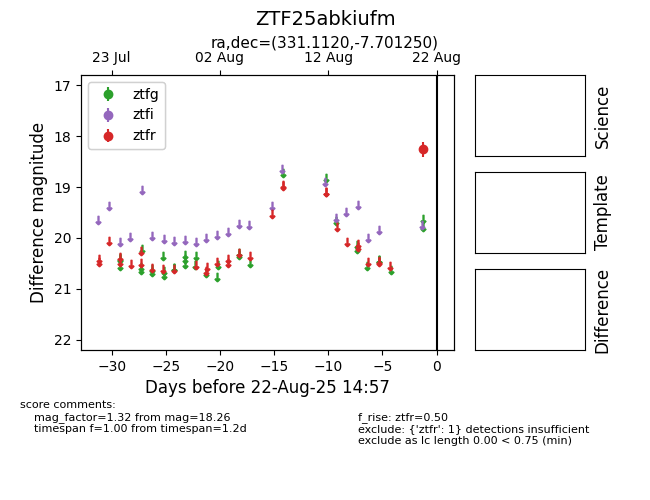 ZTF25abkiufm
ra,dec=(331.1120,-7.701250)
23 Jul 02 Aug 12 Aug 22 Aug
ztfg
ztfi
ztfr
17
18
19
20
21
22
Difference magnitude
−30 −25 −20 −15 −10 −5 0
Days before 22-Aug-25 14:57
Science
Template
Difference
score comments:
mag_factor=1.32 from mag=18.26
timespan f=1.00 from timespan=1.2d
f_rise: ztfr=0.50
exclude: {'ztfr': 1} detections insufficient
exclude as lc length 0.00 < 0.75 (min)